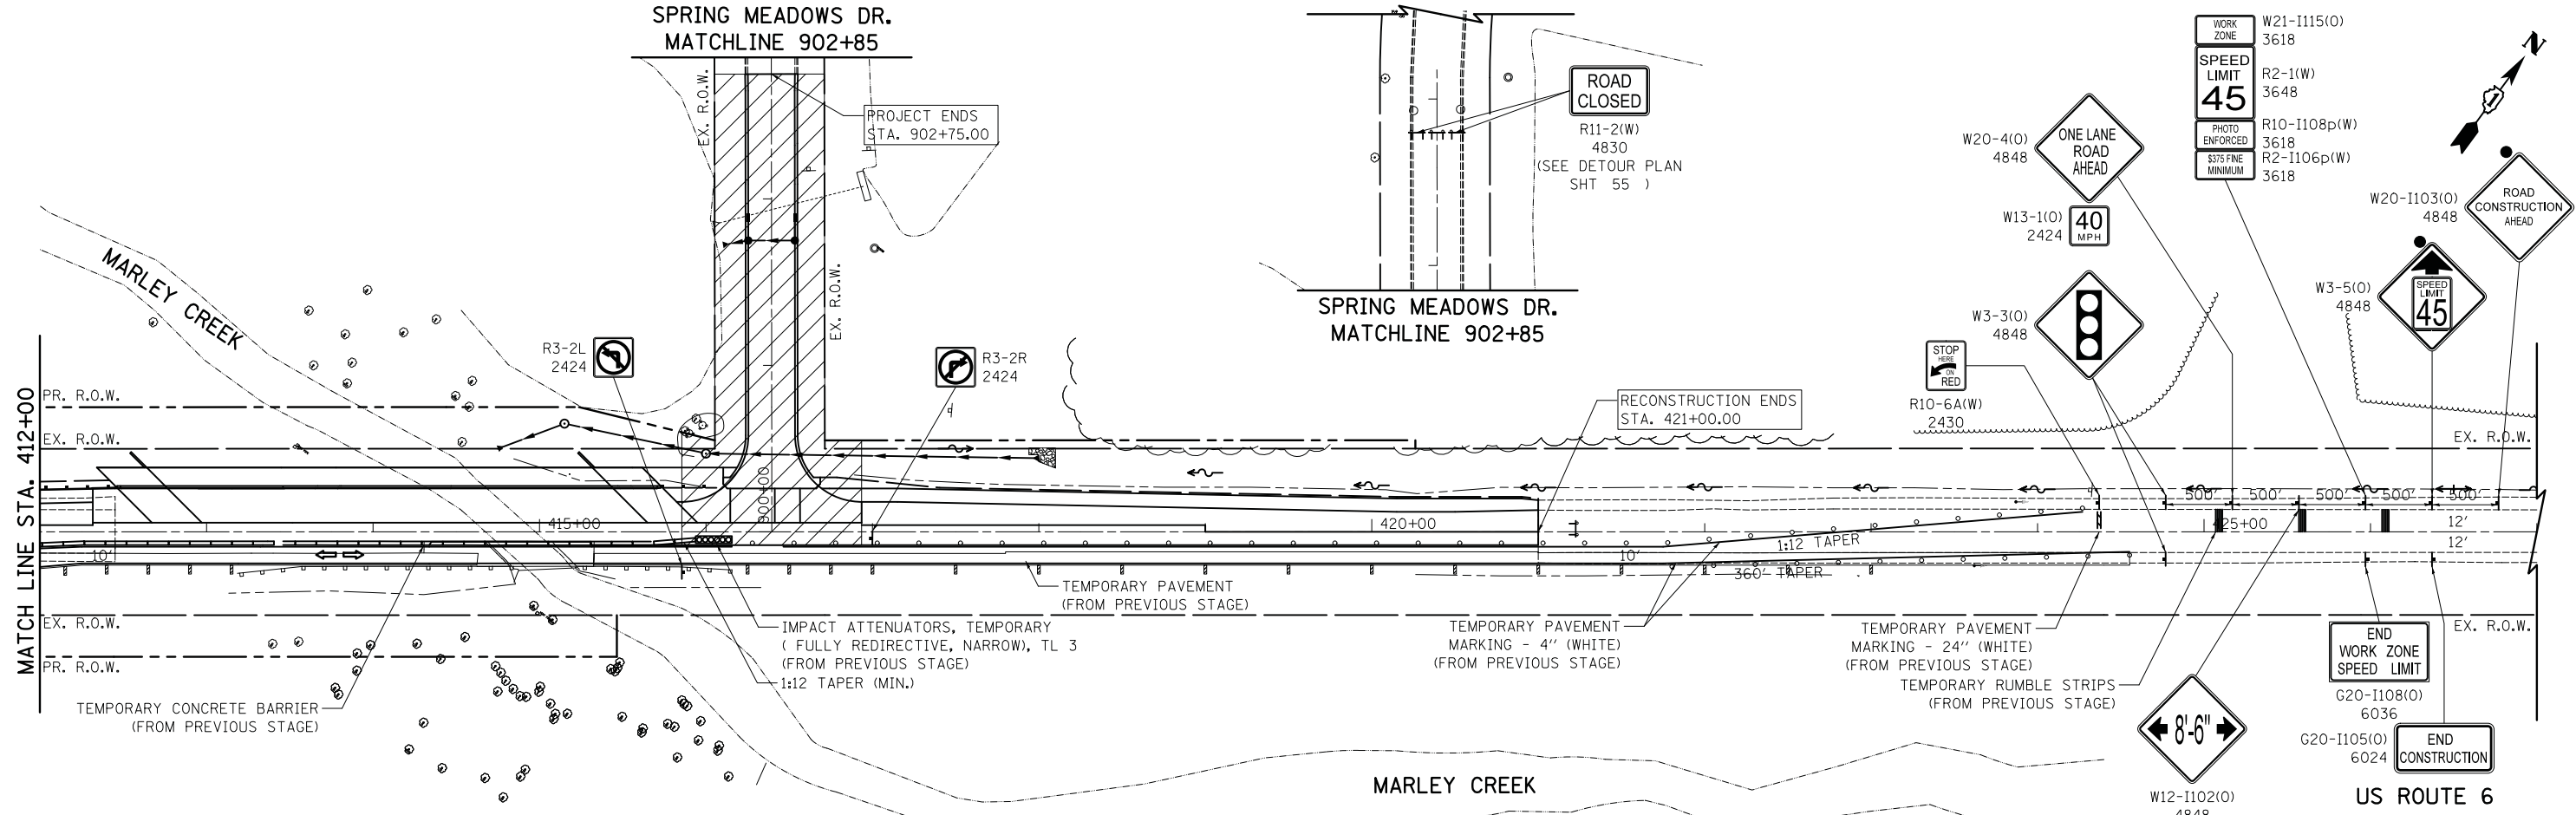 SPRING MEADOWS DR.
MATCHLINE 902+85
EX. R.O.W.
PROJECT ENDS
STA. 902+75.00
EX. R.O.W.
ROAD
CLOSED
R11-2(W)
4830
(SEE DETOUR PLAN
SHT 55 )
SPRING MEADOWS DR.
MATCHLINE 902+85
WORK
ZONE
W21-I115(O)
3618
SPEED
LIMIT
45
R2-1(W)
3648
PHOTO
ENFORCED
R10-I108p(W)
3618
$375 FINE
MINIMUM
R2-I106p(W)
3618
N
1
W20-4(O)
4848
ONE LANE
ROAD
AHEAD
W13-1(O)
2424
40
MPH
W20-I103(O)
4848
ROAD
CONSTRUCTION
AHEAD
W3-5(O)
4848
SPEED
LIMIT
45
W3-3(O)
4848
STOP
HERE
ON
RED
R10-6A(W)
2430
MARLEY CREEK
R3-2L
2424
R3-2R
2424
RECONSTRUCTION ENDS
STA. 421+00.00
MATCH LINE STA. 412+00
PR. R.O.W.
EX. R.O.W.
EX. R.O.W.
500'
500'
500'
500'
500'
415+00
900+00
420+00
425+00
12'
12'
10'
10'
1:12 TAPER
360' TAPER
TEMPORARY PAVEMENT
(FROM PREVIOUS STAGE)
EX. R.O.W.
PR. R.O.W.
EX. R.O.W.
IMPACT ATTENUATORS, TEMPORARY
( FULLY REDIRECTIVE, NARROW), TL 3
(FROM PREVIOUS STAGE)
1:12 TAPER (MIN.)
TEMPORARY PAVEMENT
MARKING - 4" (WHITE)
(FROM PREVIOUS STAGE)
TEMPORARY PAVEMENT
MARKING - 24" (WHITE)
(FROM PREVIOUS STAGE)
TEMPORARY RUMBLE STRIPS
(FROM PREVIOUS STAGE)
TEMPORARY CONCRETE BARRIER
(FROM PREVIOUS STAGE)
END
WORK ZONE
SPEED LIMIT
G20-I108(O)
6036
8'-6"
W12-I102(O)
4848
G20-I105(O)
6024
END
CONSTRUCTION
MARLEY CREEK
US ROUTE 6